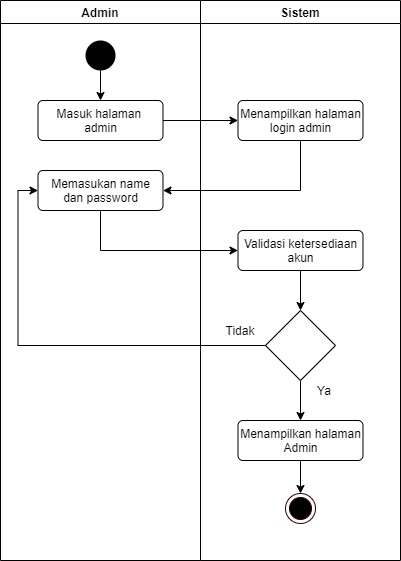 Admin
Sistem
Masuk halaman
admin
Menampilkan halaman
login admin
Memasukan name
dan password
Validasi ketersediaan
akun
Tidak
Ya
Menampilkan halaman
Admin